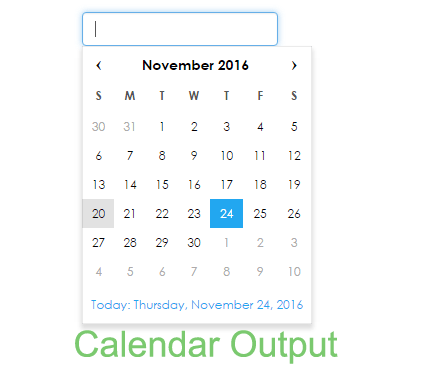 ‹ November 2016 ›
S M T W T F S
30 31 1 2 3 4 5
6 7 8 9 10 11 12
13 14 15 16 17 18 19
20 21 22 23 24 25 26
27 28 29 30 1 2 3
4 5 6 7 8 9 10
Today: Thursday, November 24, 2016
Calendar Output